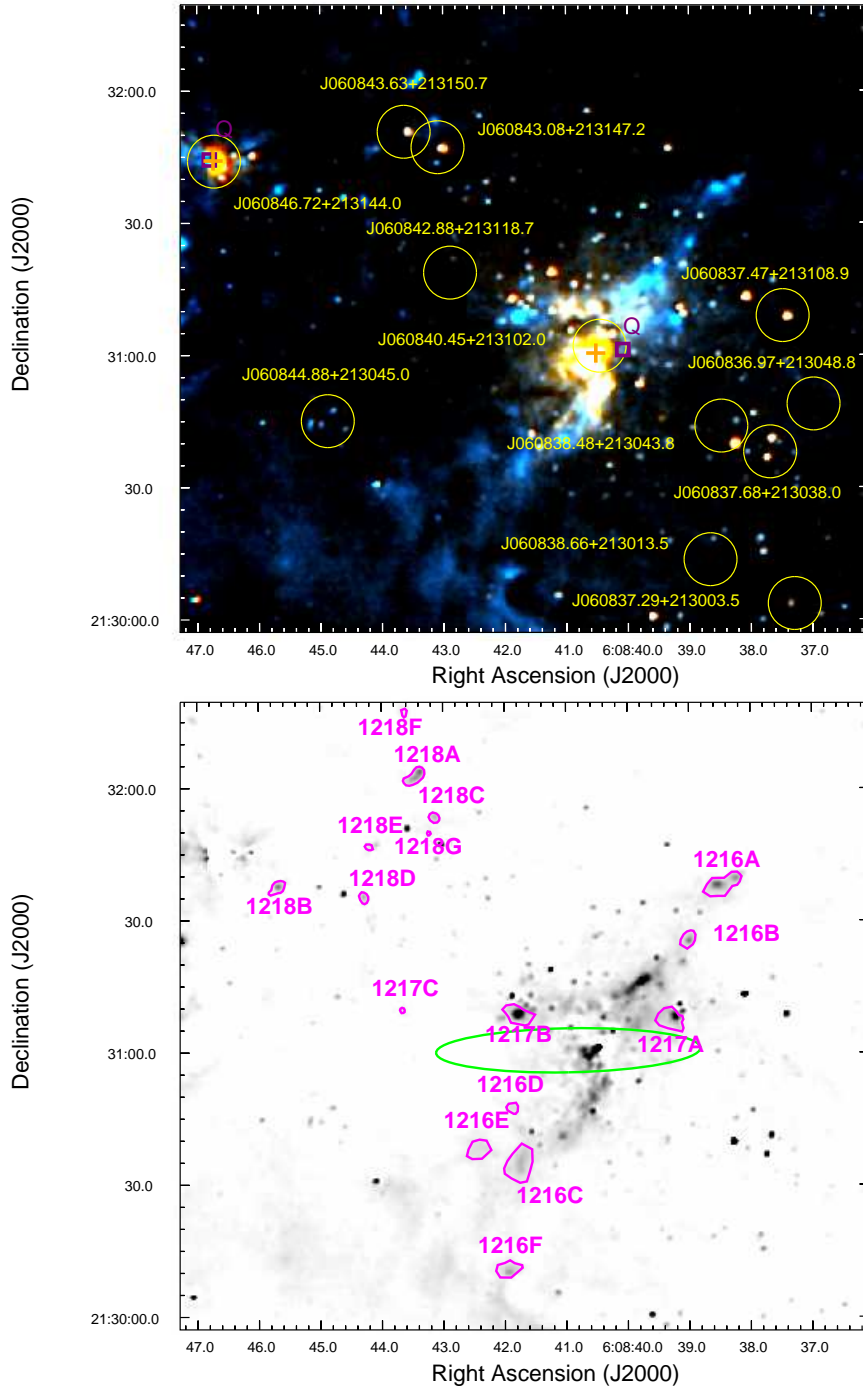 J060843.63+213150.7
J060843.08+213147.2
Q
J060846.72+213144.0
J060842.88+213118.7
J060837.47+213108.9
Q
J060840.45+213102.0
J060836.97+213048.8
J060844.88+213045.0
J060838.48+213043.8
J060837.68+213038.0
J060838.66+213013.5
J060837.29+213003.5
32:00.0
30.0
31:00.0
30.0
21:30:00.0
Declination (J2000)
47.0 46.0 45.0 44.0 43.0 42.0 41.0 6:08:40.0 39.0 38.0 37.0
Right Ascension (J2000)
1218F
1218A
1218C
1218E
1218G
1218D
1218B
1216A
1216B
1217C
1217B
1217A
1216D
1216E
1216C
1216F
32:00.0
30.0
31:00.0
30.0
21:30:00.0
Declination (J2000)
47.0 46.0 45.0 44.0 43.0 42.0 41.0 6:08:40.0 39.0 38.0 37.0
Right Ascension (J2000)